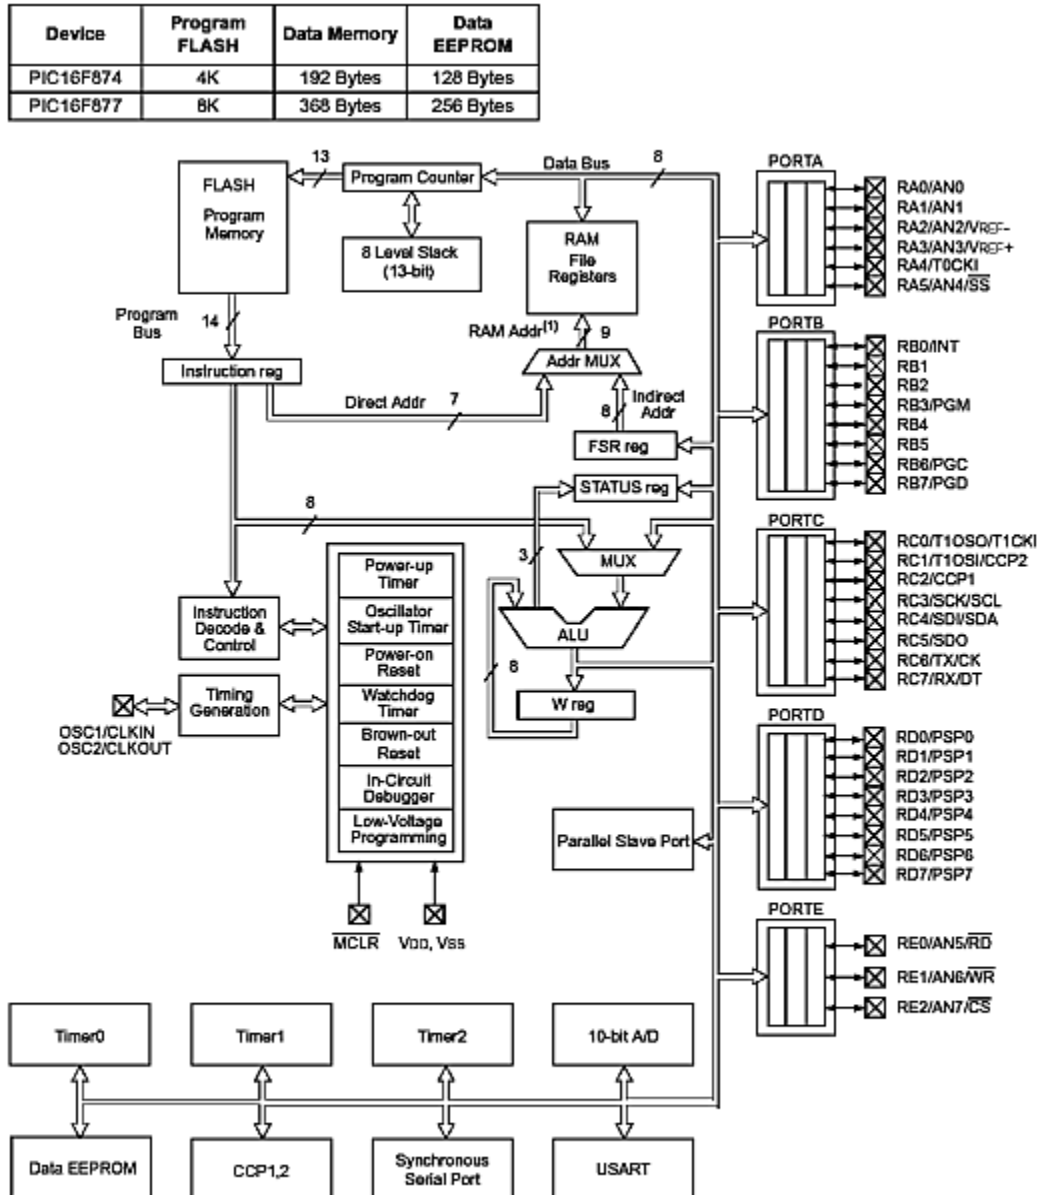 Device Program FLASH Data Memory Data EEPROM
PIC16F874 4K 192 Bytes 128 Bytes
PIC16F877 8K 368 Bytes 256 Bytes
13
Data Bus
8
PORTA
FLASH
Program
Memory
Program Counter
8 Level Stack
(13-bit)
RAM
File
Registers
RA0/AN0
RA1/AN1
RA2/AN2/VREF-
RA3/AN3/VREF+
RA4/T0CKI
RA5/AN4/SS
Program
Bus
14
RAM Addr(1)
9
PORTB
Instruction reg
Addr MUX
Direct Addr
7
8
Indirect
Addr
FSR reg
STATUS reg
RB0/INT
RB1
RB2
RB3/PGM
RB4
RB5
RB6/PGC
RB7/PGD
8
3
MUX
PORTC
Power-up
Timer
Oscillator
Start-up Timer
Power-on
Reset
Watchdog
Timer
Brown-out
Reset
In-Circuit
Debugger
Low-Voltage
Programming
Instruction
Decode &
Control
Timing
Generation
OSC1/CLKIN
OSC2/CLKOUT
ALU
8
W reg
RC0/T1OSO/T1CKI
RC1/T1OSI/CCP2
RC2/CCP1
RC3/SCK/SCL
RC4/SDI/SDA
RC5/SDO
RC6/TX/CK
RC7/RX/DT
PORTD
Parallel Slave Port
RD0/PSP0
RD1/PSP1
RD2/PSP2
RD3/PSP3
RD4/PSP4
RD5/PSP5
RD6/PSP6
RD7/PSP7
MCLR
VDD, VSS
PORTE
RE0/AN5/RD
RE1/AN6/WR
RE2/AN7/CS
Timer0
Timer1
Timer2
10-bit A/D
Data EEPROM
CCP1,2
Synchronous
Serial Port
USART